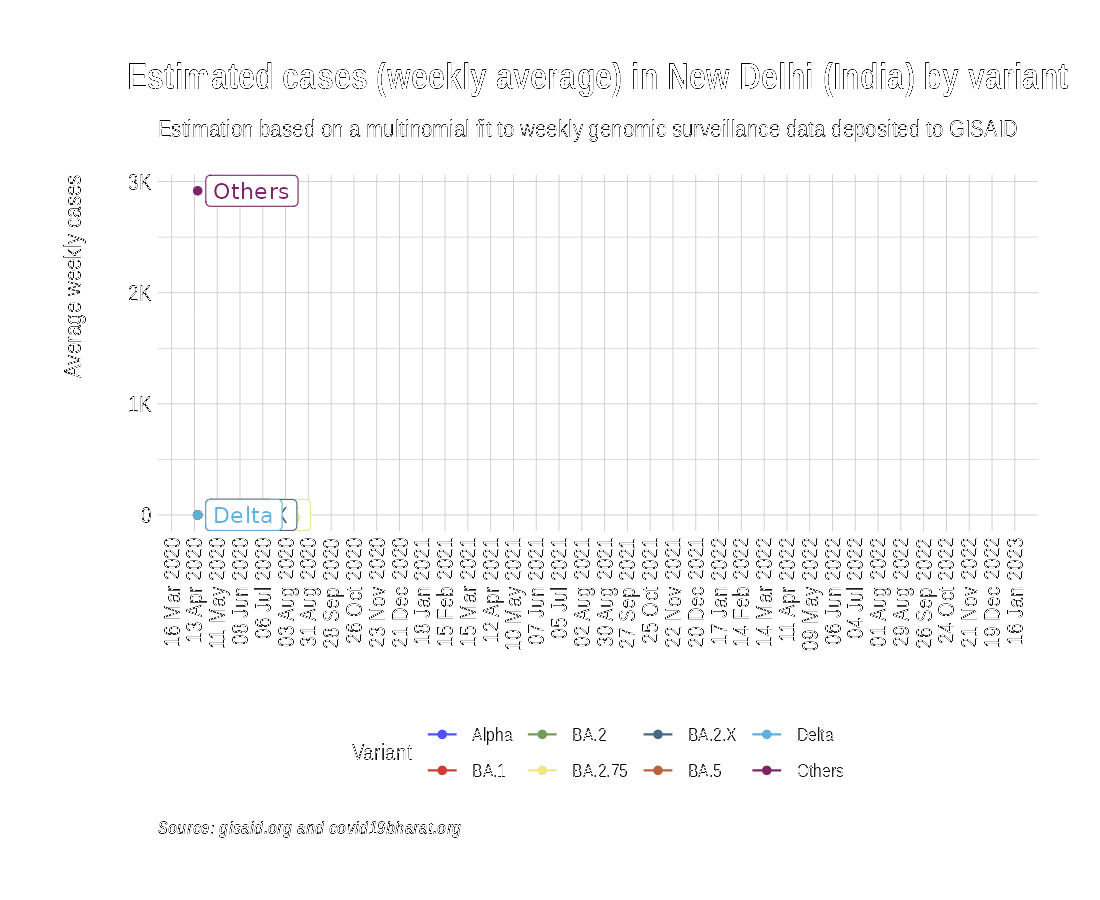 Estimated cases (weekly average) in New Delhi (India) by variant
Estimation based on a multinomial fit to weekly genomic surveillance data deposited to GISAID
Average weekly cases
3K
2K
1K
0
Others
Delta
X
16 Mar 2020
13 Apr 2020
11 May 2020
08 Jun 2020
06 Jul 2020
03 Aug 2020
31 Aug 2020
28 Sep 2020
26 Oct 2020
23 Nov 2020
21 Dec 2020
18 Jan 2021
15 Feb 2021
15 Mar 2021
12 Apr 2021
10 May 2021
07 Jun 2021
05 Jul 2021
02 Aug 2021
30 Aug 2021
27 Sep 2021
25 Oct 2021
22 Nov 2021
20 Dec 2021
17 Jan 2022
14 Feb 2022
14 Mar 2022
11 Apr 2022
09 May 2022
06 Jun 2022
04 Jul 2022
01 Aug 2022
29 Aug 2022
26 Sep 2022
24 Oct 2022
21 Nov 2022
19 Dec 2022
16 Jan 2023
Variant
Alpha BA.2 BA.2.X Delta
BA.1 BA.2.75 BA.5 Others
Source: gisaid.org and covid19bharat.org